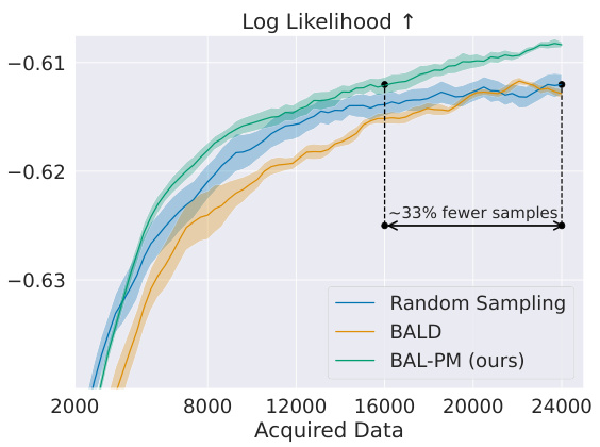 Log Likelihood ↑
−0.61
−0.62
−0.63
~33% fewer samples
Random Sampling
BALD
BAL-PM (ours)
2000 8000 12000 16000 20000 24000
Acquired Data